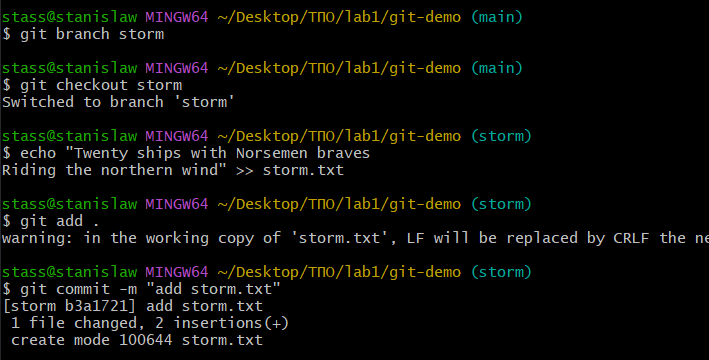 stass@stanislaw MINGW64 ~/Desktop/ТПО/lab1/git-demo (main)
$ git branch storm
stass@stanislaw MINGW64 ~/Desktop/ТПО/lab1/git-demo (main)
$ git checkout storm
Switched to branch 'storm'
stass@stanislaw MINGW64 ~/Desktop/ТПО/lab1/git-demo (storm)
$ echo "Twenty ships with Norsemen braves
Riding the northern wind" >> storm.txt
stass@stanislaw MINGW64 ~/Desktop/ТПО/lab1/git-demo (storm)
$ git add .
warning: in the working copy of 'storm.txt', LF will be replaced by CRLF the ne
stass@stanislaw MINGW64 ~/Desktop/ТПО/lab1/git-demo (storm)
$ git commit -m "add storm.txt"
[storm b3a1721] add storm.txt
 1 file changed, 2 insertions(+)
 create mode 100644 storm.txt